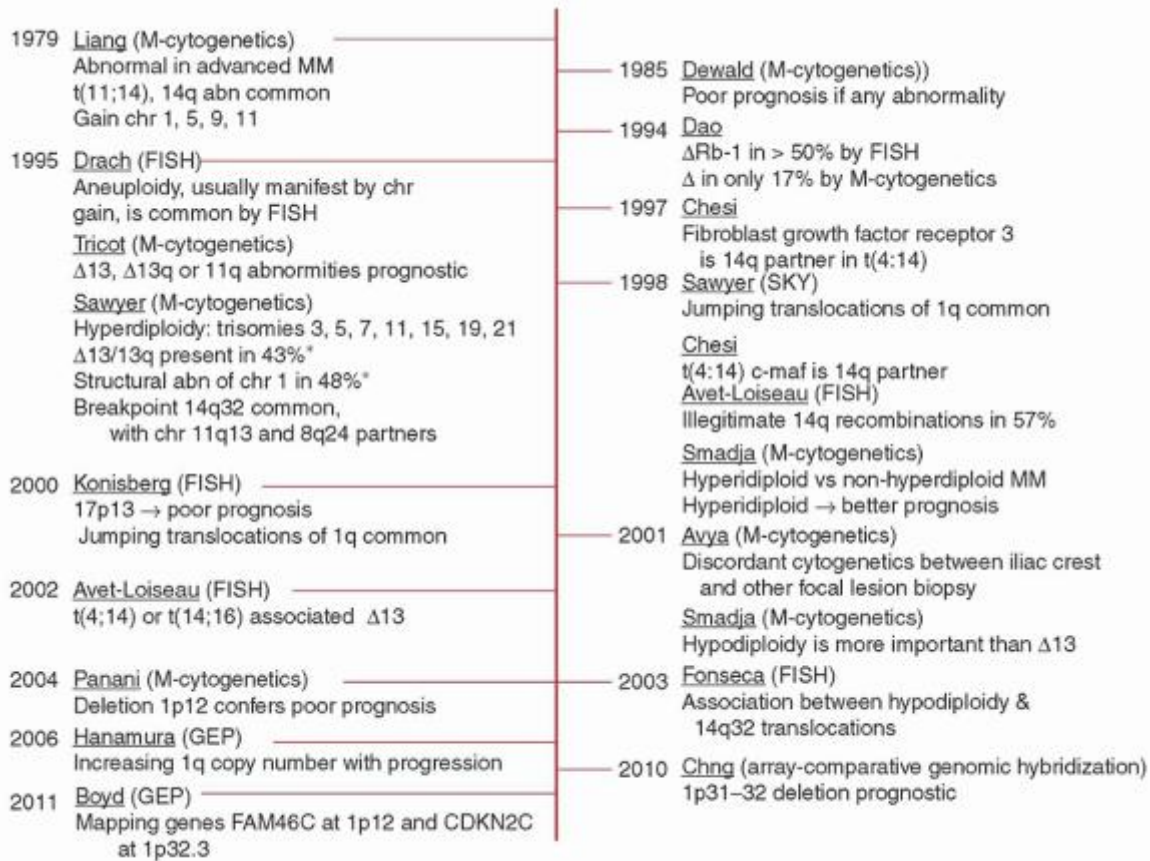 1979 Liang (M-cytogenetics)
Abnormal in advanced MM
t(11;14), 14q abn common
Gain chr 1, 5, 9, 11
1995 Drach (FISH)
Aneuploidy, usually manifest by chr
gain, is common by FISH
Tricot (M-cytogenetics)
Δ13, Δ13q or 11q abnormities prognostic
Sawyer (M-cytogenetics)
Hyperdiploidy: trisomies 3, 5, 7, 11, 15, 19, 21
Δ13/13q present in 43%*
Structural abn of chr 1 in 48%*
Breakpoint 14q32 common,
with chr 11q13 and 8q24 partners
2000 Konisberg (FISH)
17p13 → poor prognosis
Jumping translocations of 1q common
2002 Avet-Loiseau (FISH)
t(4;14) or t(14;16) associated Δ13
2004 Panani (M-cytogenetics)
Deletion 1p12 confers poor prognosis
2006 Hanamura (GEP)
Increasing 1q copy number with progression
2011 Boyd (GEP)
Mapping genes FAM46C at 1p12 and CDKN2C
at 1p32.3
1985 Dewald (M-cytogenetics))
Poor prognosis if any abnormality
1994 Dao
ΔRb-1 in > 50% by FISH
Δ in only 17% by M-cytogenetics
1997 Chesi
Fibroblast growth factor receptor 3
is 14q partner in t(4:14)
1998 Sawyer (SKY)
Jumping translocations of 1q common
Chesi
t(4:14) c-maf is 14q partner
Avet-Loiseau (FISH)
Illegitimate 14q recombinations in 57%
Smadja (M-cytogenetics)
Hyperidiploid vs non-hyperdiploid MM
Hyperidiploid → better prognosis
2001 Avya (M-cytogenetics)
Discordant cytogenetics between iliac crest
and other focal lesion biopsy
Smadja (M-cytogenetics)
Hypodiploidy is more important than Δ13
2003 Fonseca (FISH)
Association between hypodiploidy &
14q32 translocations
2010 Chng (array-comparative genomic hybridization)
1p31–32 deletion prognostic